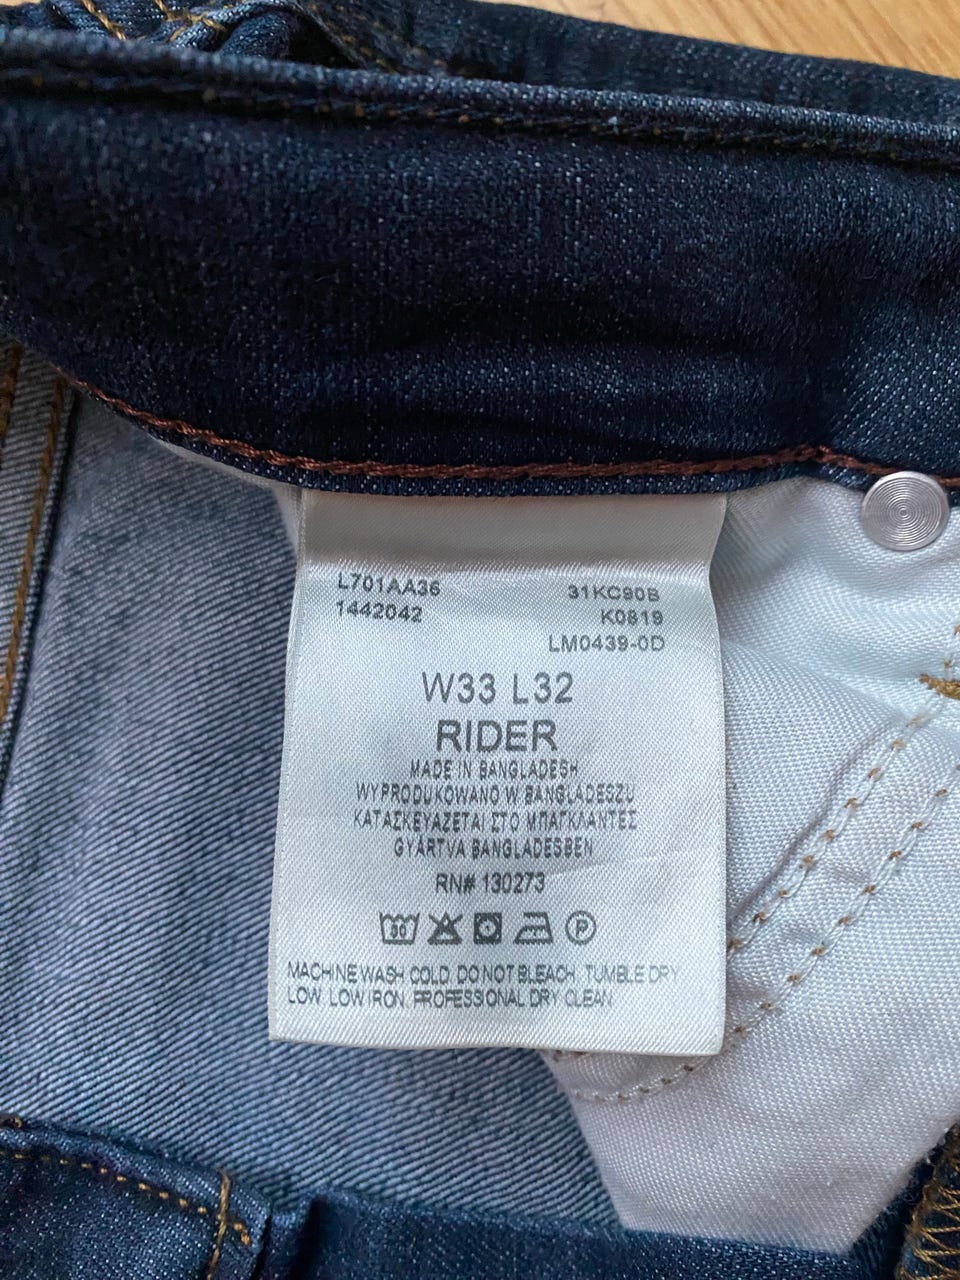 L701AA36
1442042
31KC90B
K0819
LM0439-0D
W33 L32
RIDER
MADE IN BANGLADESH
WYPRODUKOWANO W BANGLADESZU
ΚΑΤΑΣΚΕΥΑΖΕΤΑΙ ΣΤΟ ΜΠΑΓΚΛΑΝΤΕΣ
GYÁRTVA BANGLADESBEN
RN# 130273
30 P
MACHINE WASH COLD. DO NOT BLEACH. TUMBLE DRY
LOW. LOW IRON. PROFESSIONAL DRY CLEAN